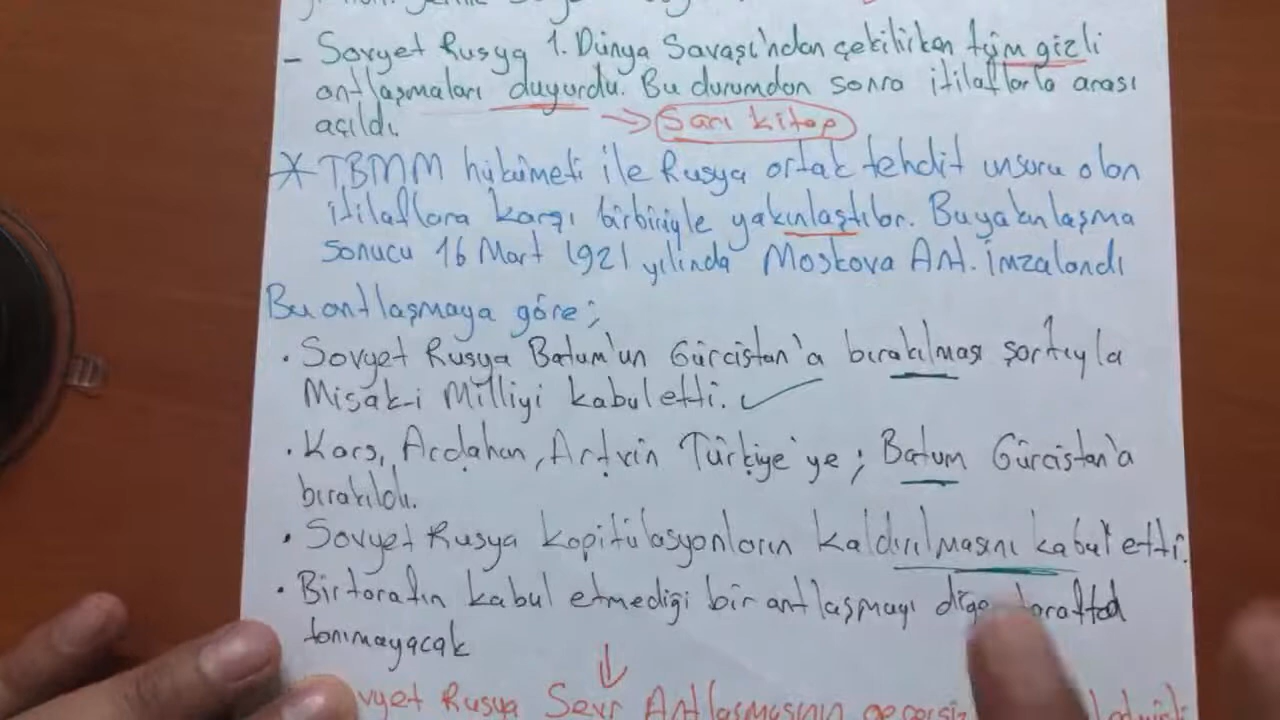 - Sovyet Rusya 1. Dünya Savaşı'ndan çekilirken tüm gizli
antlaşmaları duyurdu. Bu durumdan sonra itilaflarla arası
açıldı. → Sarı kitap
* TBMM hükümeti ile Rusya ortak tehdit unsuru olan
itilaflara karşı birbiriyle yakınlaştılar. Bu yakınlaşma
sonucu 16 Mart 1921 yılında Moskova Ant. imzalandı
Bu antlaşmaya göre;
. Sovyet Rusya Batum'un Gürcistan'a bırakılması şartıyla
Misak-i Milliyi kabul etti. ✓
. Kars, Ardahan, Artvin Türkiye'ye; Batum Gürcistan'a
bırakıldı.
. Sovyet Rusya kapitülasyonların kaldırılmasını kabul etti.
. Bir tarafın kabul etmediği bir antlaşmayı tarafta
tanımayacak
↓
Rusya Sevr Antlaşmasının